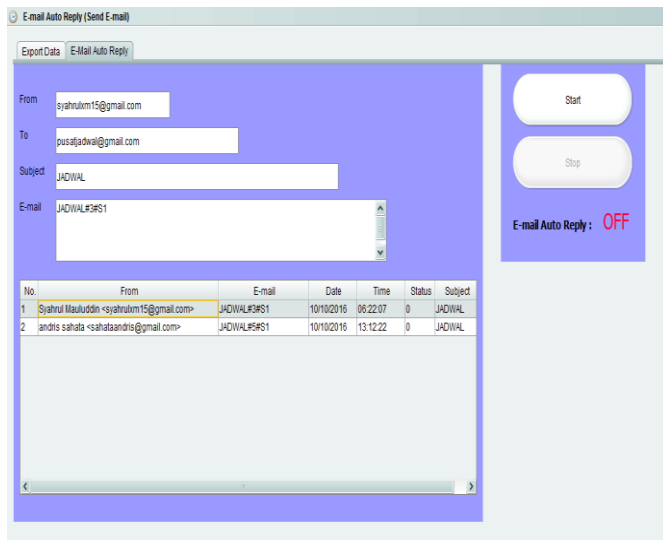 E-mail Auto Reply (Send E-mail)
Export Data E-Mail Auto Reply
From syahrulxm15@gmail.com
To pusatjadwal@gmail.com
Subject JADWAL
E-mail JADWAL#3#S1
Start
Stop
E-mail Auto Reply : OFF
No. From E-mail Date Time Status Subject
1 Syahrul Mauluddin <syahrulxm15@gmail.com> JADWAL#3#S1 10/10/2016 06:22:07 0 JADWAL
2 andris sahata <sahataandris@gmail.com> JADWAL#5#S1 10/10/2016 13:12:22 0 JADWAL